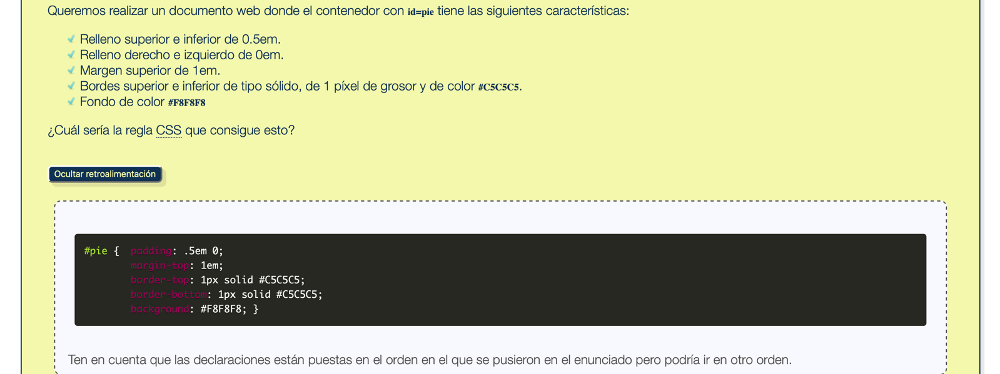 Queremos realizar un documento web donde el contenedor con id=pie tiene las siguientes características:
Relleno superior e inferior de 0.5em.
Relleno derecho e izquierdo de 0em.
Margen superior de 1em.
Bordes superior e inferior de tipo sólido, de 1 píxel de grosor y de color #C5C5C5.
Fondo de color #F8F8F8
¿Cuál sería la regla CSS que consigue esto?
Ocultar retroalimentación
#pie {  padding: .5em 0;
margin-top: 1em;
border-top: 1px solid #C5C5C5;
border-bottom: 1px solid #C5C5C5;
background: #F8F8F8; }
Ten en cuenta que las declaraciones están puestas en el orden en el que se pusieron en el enunciado pero podría ir en otro orden.